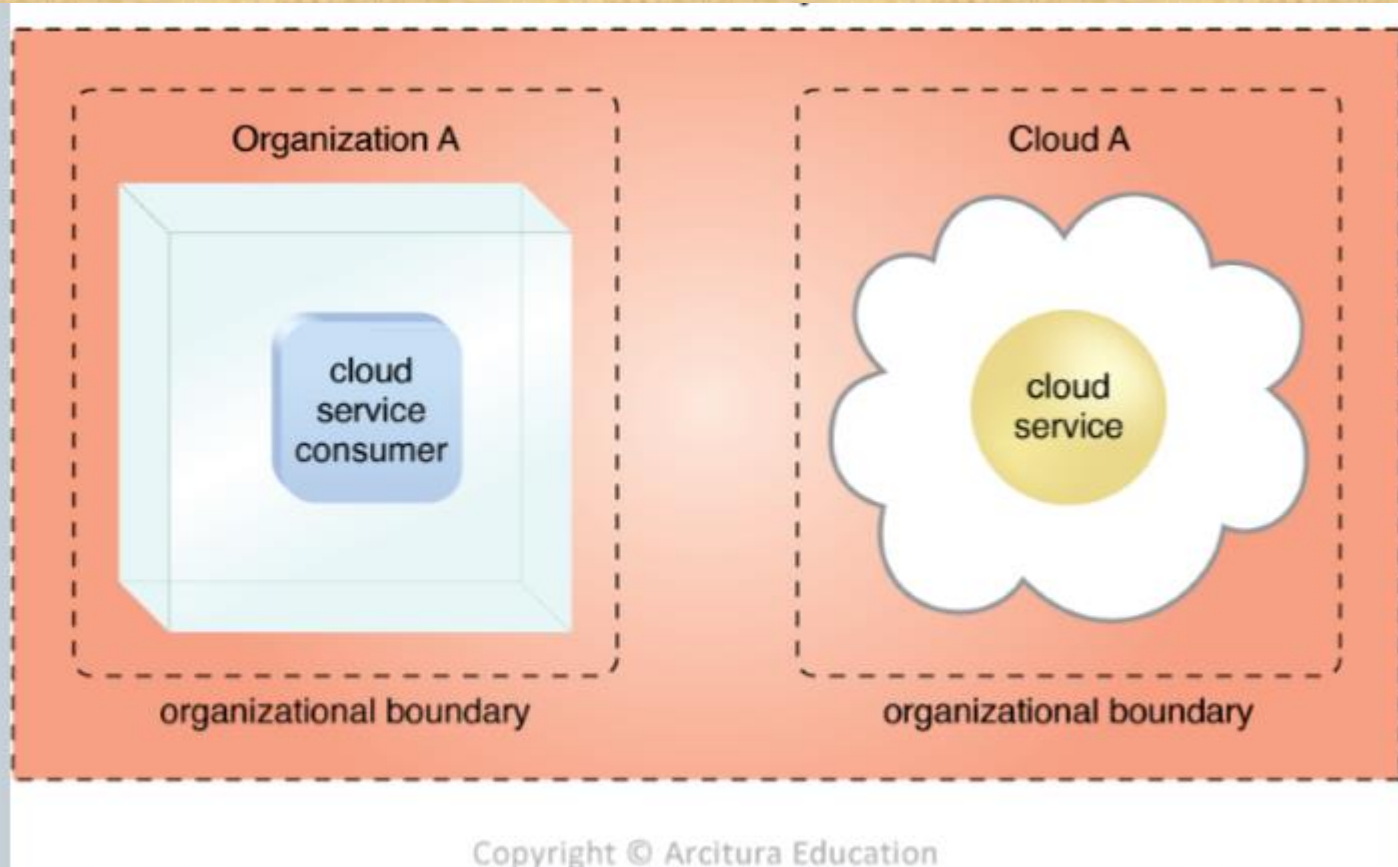 Organization A
Cloud A
cloud
service
consumer
cloud
service
organizational boundary
organizational boundary
Copyright © Arcitura Education